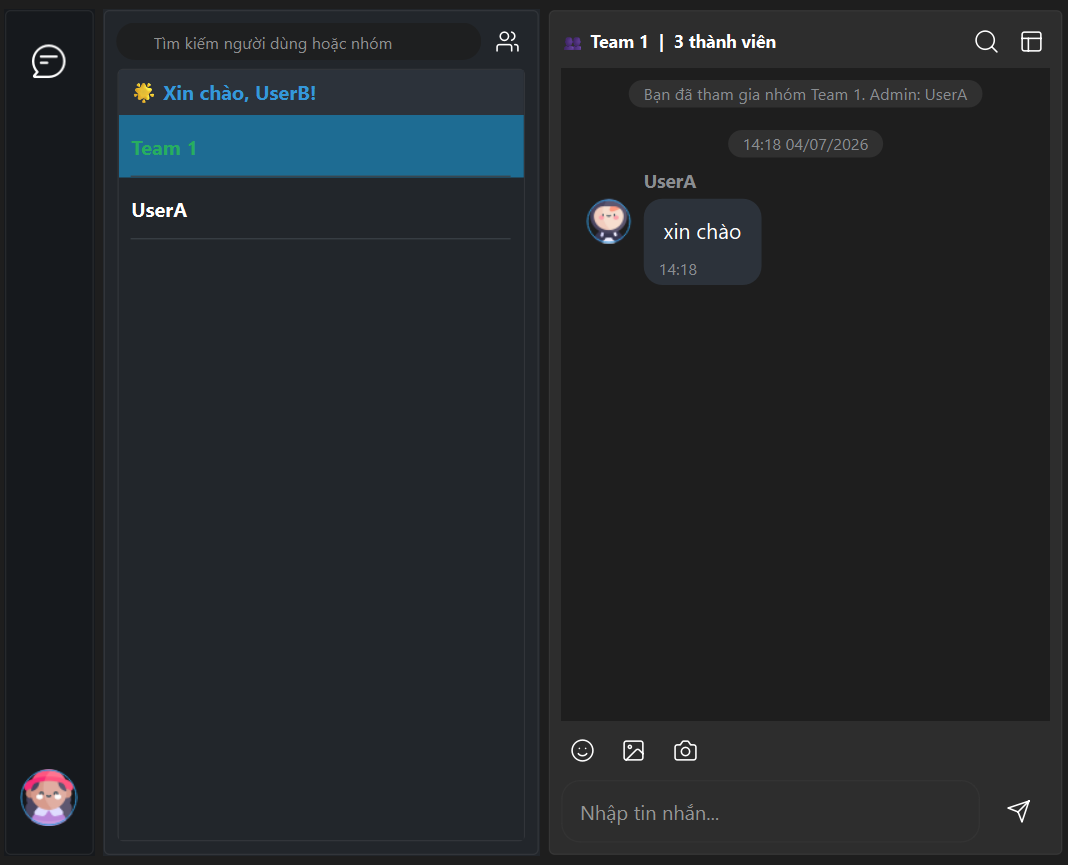 Tìm kiếm người dùng hoặc nhóm
🌟 Xin chào, UserB!
Team 1
UserA
👥 Team 1 | 3 thành viên
Bạn đã tham gia nhóm Team 1. Admin: UserA
14:18 04/07/2026
UserA
xin chào
14:18
Nhập tin nhắn...